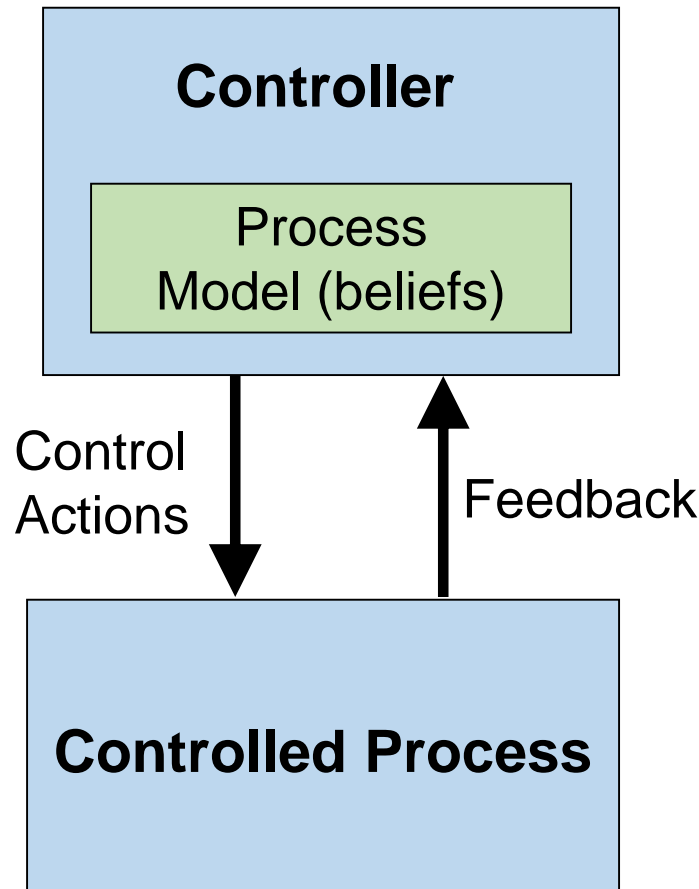 Controller
Process
Model (beliefs)
Control
Actions
Feedback
Controlled Process